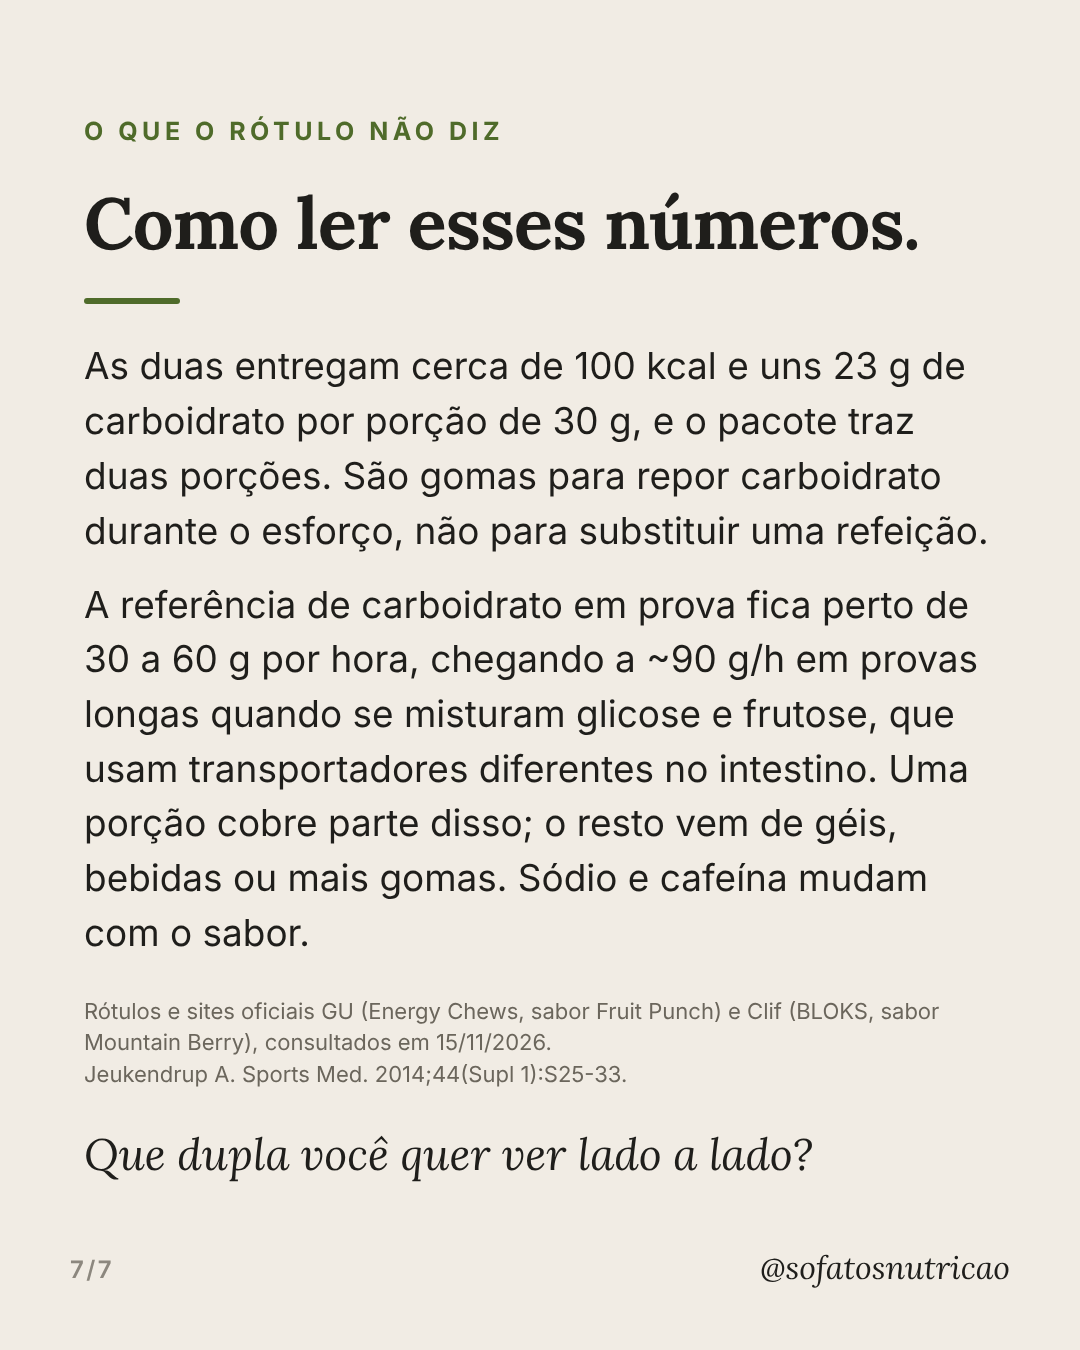 O QUE O RÓTULO NÃO DIZ
Como ler esses números.
As duas entregam cerca de 100 kcal e uns 23 g de
carboidrato por porção de 30 g, e o pacote traz
duas porções. São gomas para repor carboidrato
durante o esforço, não para substituir uma refeição.
A referência de carboidrato em prova fica perto de
30 a 60 g por hora, chegando a ~90 g/h em provas
longas quando se misturam glicose e frutose, que
usam transportadores diferentes no intestino. Uma
porção cobre parte disso; o resto vem de géis,
bebidas ou mais gomas. Sódio e cafeína mudam
com o sabor.
Rótulos e sites oficiais GU (Energy Chews, sabor Fruit Punch) e Clif (BLOKS, sabor
Mountain Berry), consultados em 15/11/2026.
Jeukendrup A. Sports Med. 2014;44(Supl 1):S25-33.
Que dupla você quer ver lado a lado?
7/7
@sofatosnutricao